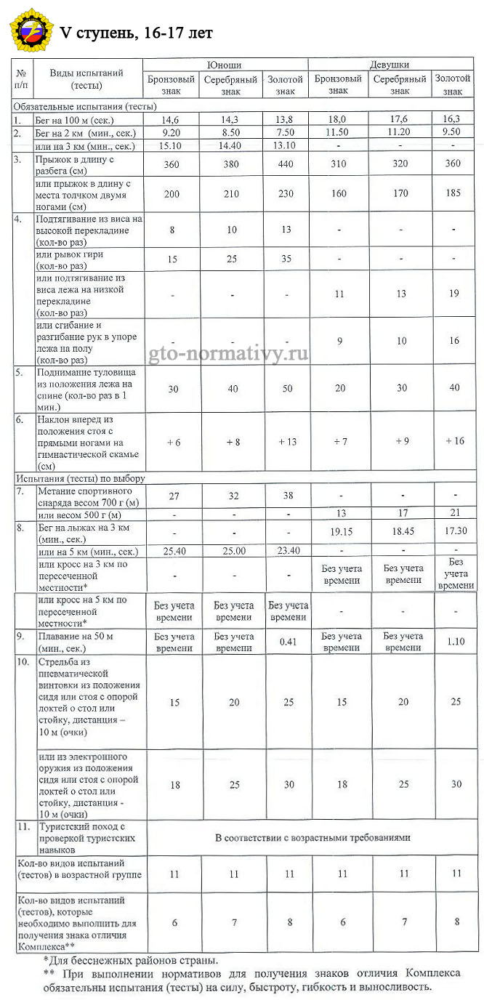 V ступень, 16-17 лет
№ п/п Виды испытаний (тесты) Юноши Девушки
Бронзовый знак Серебряный знак Золотой знак Бронзовый знак Серебряный знак Золотой знак
Обязательные испытания (тесты)
1. Бег на 100 м (сек.) 14,6 14,3 13,8 18,0 17,6 16,3
2. Бег на 2 км (мин., сек.) 9.20 8.50 7.50 11.50 11.20 9.50
или на 3 км (мин., сек.) 15.10 14.40 13.10 - - -
3. Прыжок в длину с
разбега (см) 360 380 440 310 320 360
или прыжок в длину с
места толчком двумя 200 210 230 160 170 185
ногами (см)
4. Подтягивание из виса на
высокой перекладине 8 10 13 - - -
(кол-во раз)
или рывок гири 15 25 35 - - -
(кол-во раз)
или подтягивание из
виса лежа на низкой
перекладине - - - 11 13 19
(кол-во раз)
или сгибание и
разгибание рук в упоре
лежа на полу - - - 9 10 16
(кол-во раз)
gto-normativy.ru
5. Поднимание туловища
из положения лежа на
спине (кол-во раз в 1 30 40 50 20 30 40
мин.)
6. Наклон вперед из
положения стоя с
прямыми ногами на + 6 + 8 + 13 + 7 + 9 + 16
гимнастической скамье
(см)
Испытания (тесты) по выбору
7. Метание спортивного
снаряда весом 700 г (м) 27 32 38 - - -
или весом 500 г (м) - - - 13 17 21
8. Бег на лыжах на 3 км
(мин., сек.) - - - 19.15 18.45 17.30
или на 5 км (мин., сек.) 25.40 25.00 23.40 - - -
или кросс на 3 км по
пересеченной
местности* - - - Без учета времени Без учета времени Без учета времени
или кросс на 5 км по
пересеченной
местности* Без учета времени Без учета времени Без учета времени - - -
9. Плавание на 50 м
(мин., сек.) Без учета времени Без учета времени 0.41 Без учета времени Без учета времени 1.10
10. Стрельба из
пневматической
винтовки из положения
сидя или стоя с опорой 15 20 25 15 20 25
локтей о стол или
стойку, дистанция –
10 м (очки)
или из электронного
оружия из положения
сидя или стоя с опорой 18 25 30 18 25 30
локтей о стол или
стойку, дистанция -
10 м (очки)
11. Туристский поход с
проверкой туристских В соответствии с возрастными требованиями
навыков
Кол-во видов испытаний
(тестов) в возрастной группе 11 11 11 11 11 11
Кол-во видов испытаний
(тестов), которые
необходимо выполнить для 6 7 8 6 7 8
получения знака отличия
Комплекса**
*Для бесснежных районов страны.
** При выполнении нормативов для получения знаков отличия Комплекса
обязательны испытания (тесты) на силу, быстроту, гибкость и выносливость.